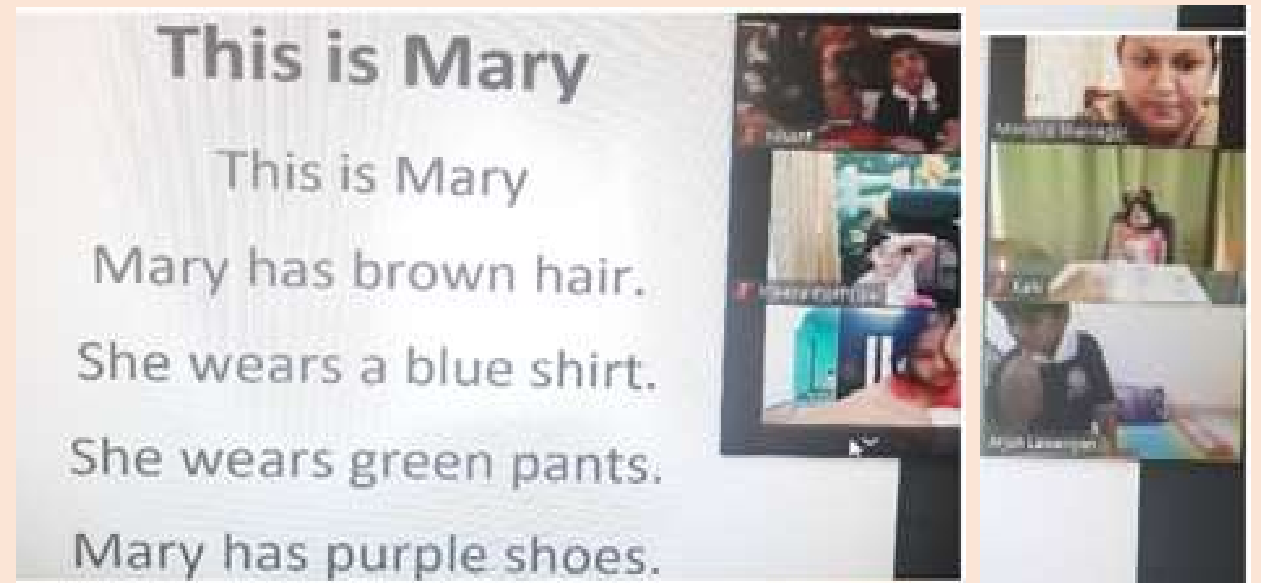 This is Mary
This is Mary
Mary has brown hair.
She wears a blue shirt.
She wears green pants.
Mary has purple shoes.